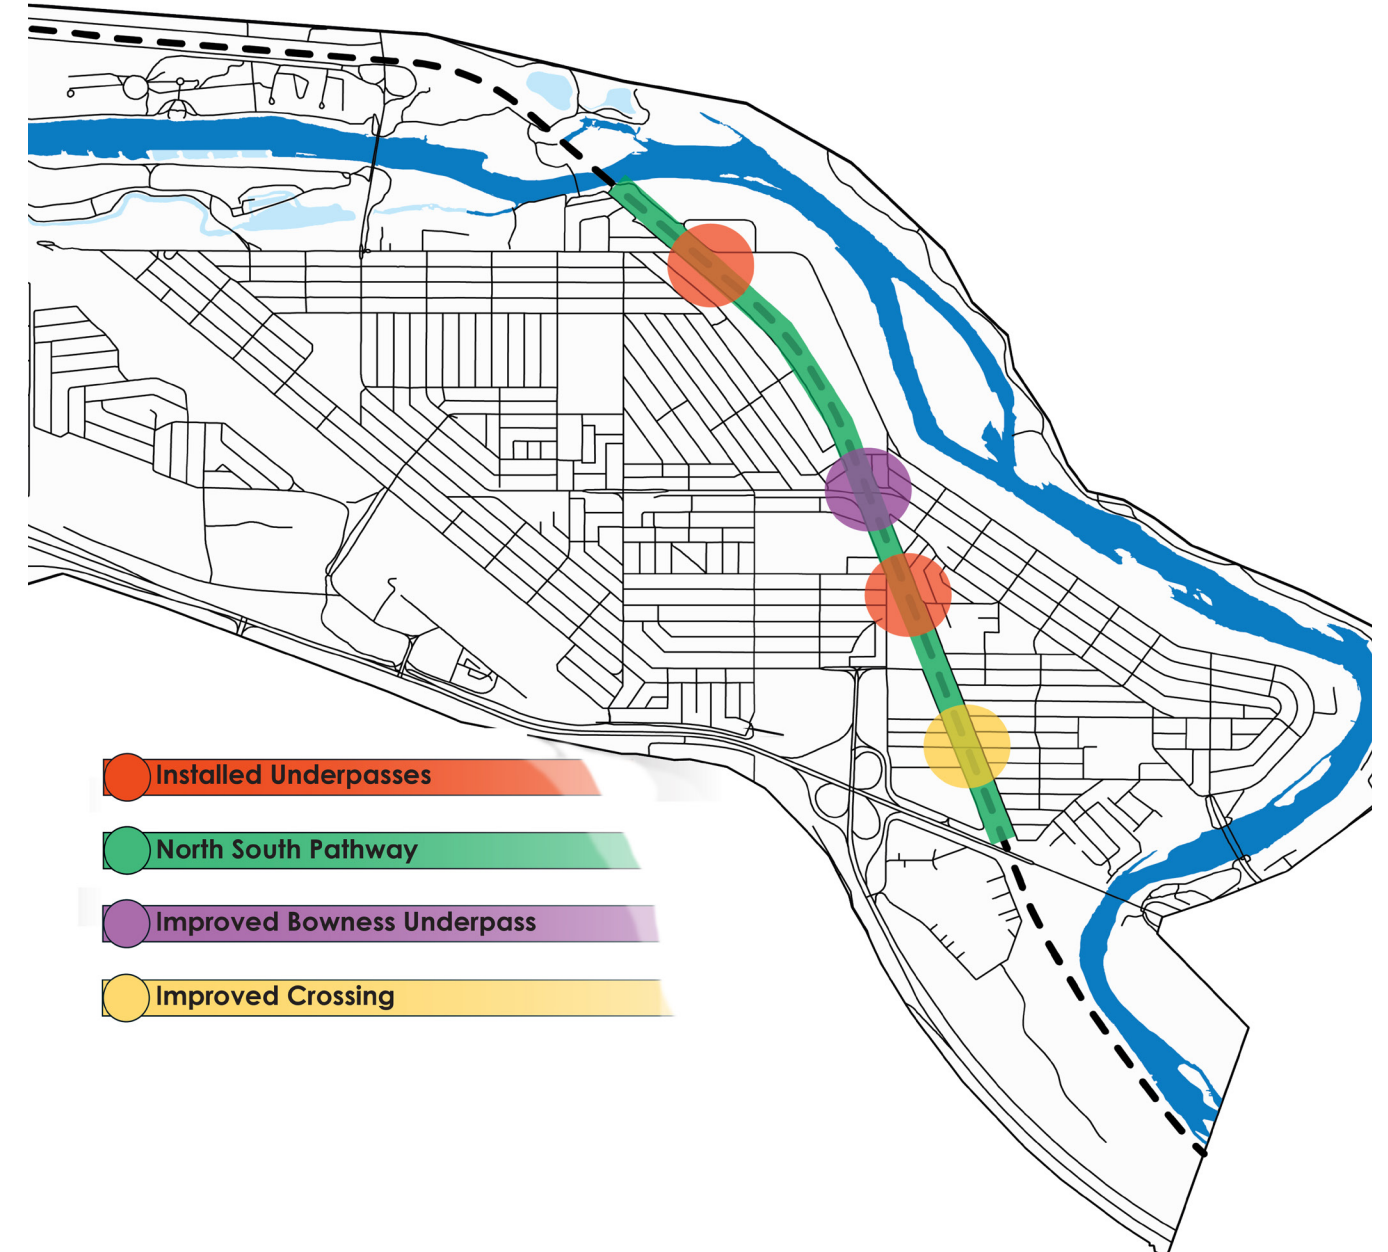 Installed Underpasses
North South Pathway
Improved Bowness Underpass
Improved Crossing